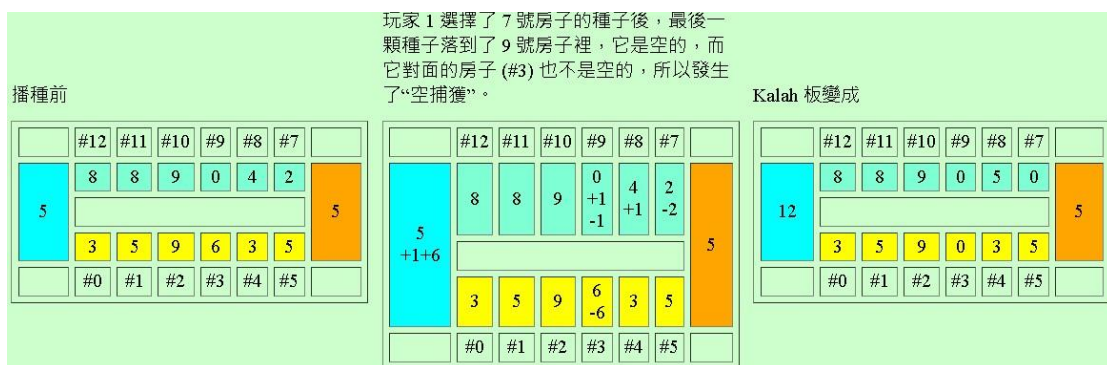 玩家 1 選擇了 7 號房子的種子後，最後一
顆種子落到了 9 號房子裡，它是空的，而
它對面的房子 (#3) 也不是空的，所以發生
了“空捕獲”。
播種前
Kalah 板變成
#12 #11 #10 #9 #8 #7
8 8 9 0 4 2
5 5
3 5 9 6 3 5
#0 #1 #2 #3 #4 #5
#12 #11 #10 #9 #8 #7
8 8 9 0 +1 -1 4 +1 2 -2
5 +1+6 5
3 5 9 6 -6 3 5
#0 #1 #2 #3 #4 #5
#12 #11 #10 #9 #8 #7
8 8 9 0 5 0
12 5
3 5 9 0 3 5
#0 #1 #2 #3 #4 #5